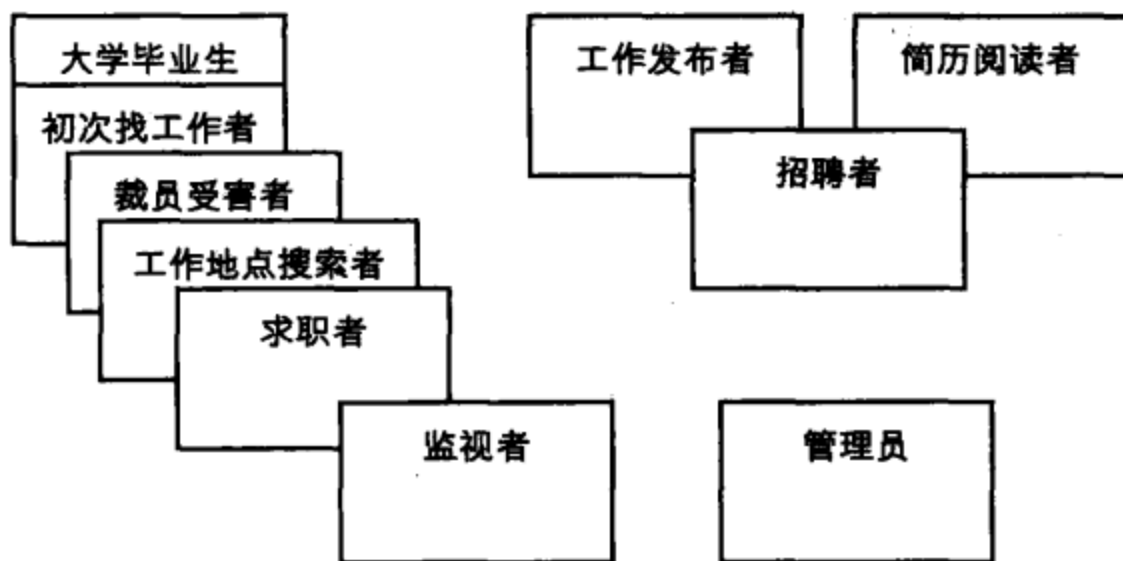 大学毕业生
初次找工作者
裁员受害者
工作地点搜索者
求职者
监视者
工作发布者
简历阅读者
招聘者
管理员